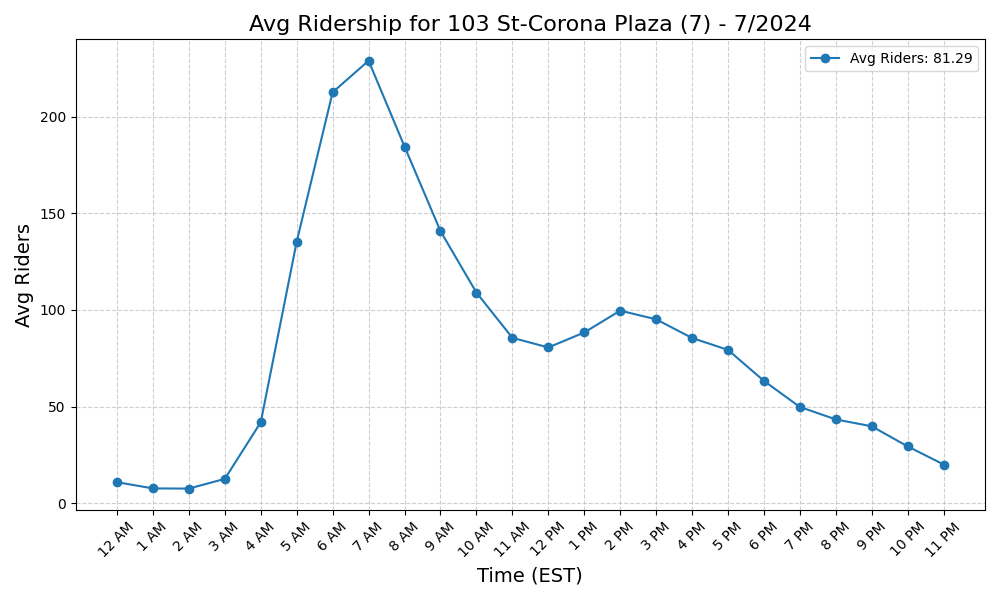 Avg Ridership for 103 St-Corona Plaza (7) - 7/2024
Avg Riders: 81.29
Avg Riders
200
150
100
50
0
12 AM
1 AM
2 AM
3 AM
4 AM
5 AM
6 AM
7 AM
8 AM
9 AM
10 AM
11 AM
12 PM
1 PM
2 PM
3 PM
4 PM
5 PM
6 PM
7 PM
8 PM
9 PM
10 PM
11 PM
Time (EST)